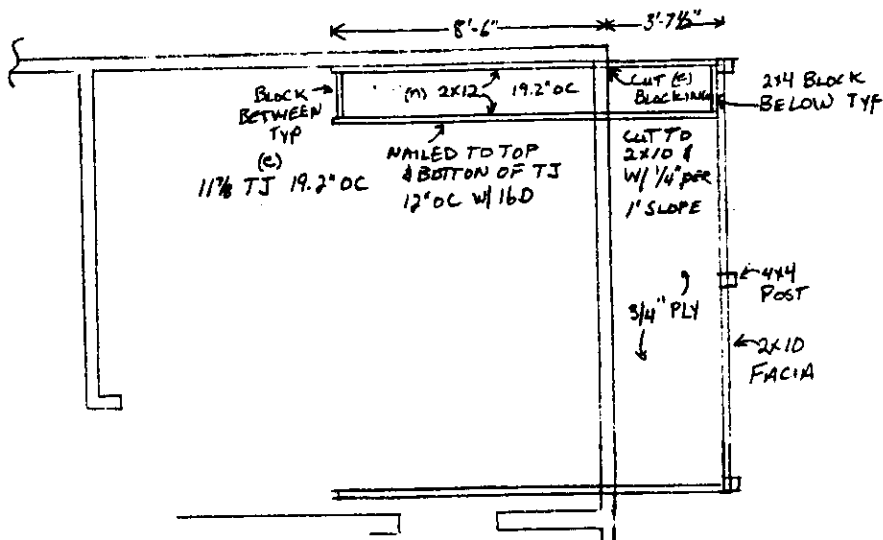 8'-6"
3'-7½"
BLOCK
BETWEEN
TYP
(e)
11⅞ TJ 19.2" OC
(n) 2X12 19.2" OC
CUT (E)
BLOCKING
2X4 BLOCK
BELOW TYP
NAILED TO TOP
& BOTTOM OF TJ
12" OC W/ 16D
CUT TO
2X10 &
W/ 1/4" PER
1' SLOPE
3/4" PLY
4X4
POST
2X10
FACIA